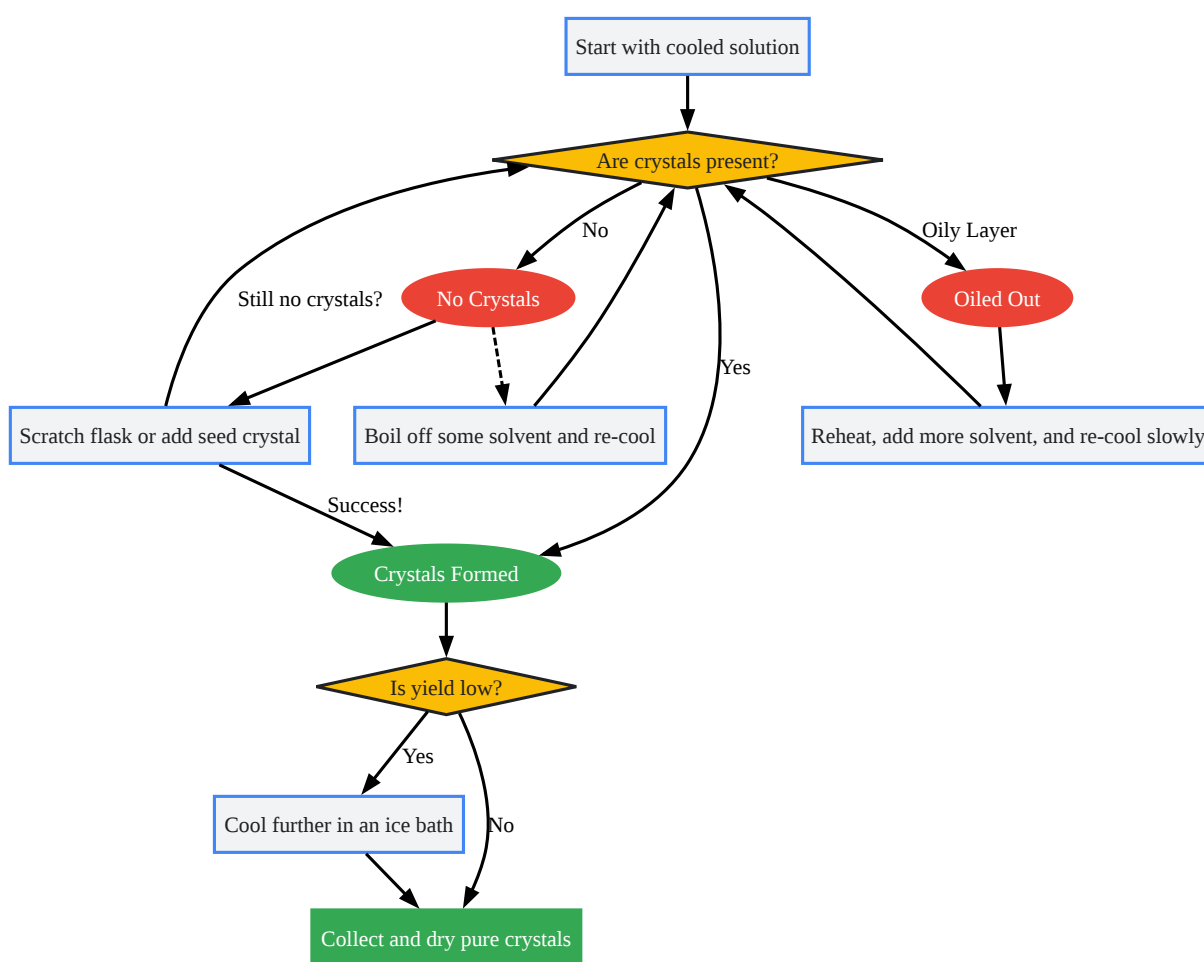 Start with cooled solution
Are crystals present?
No
Oily Layer
Still no crystals?
No Crystals
Oiled Out
Yes
Scratch flask or add seed crystal
Boil off some solvent and re-cool
Reheat, add more solvent, and re-cool slowly
Success!
Crystals Formed
Is yield low?
Yes
Cool further in an ice bath
No
Collect and dry pure crystals